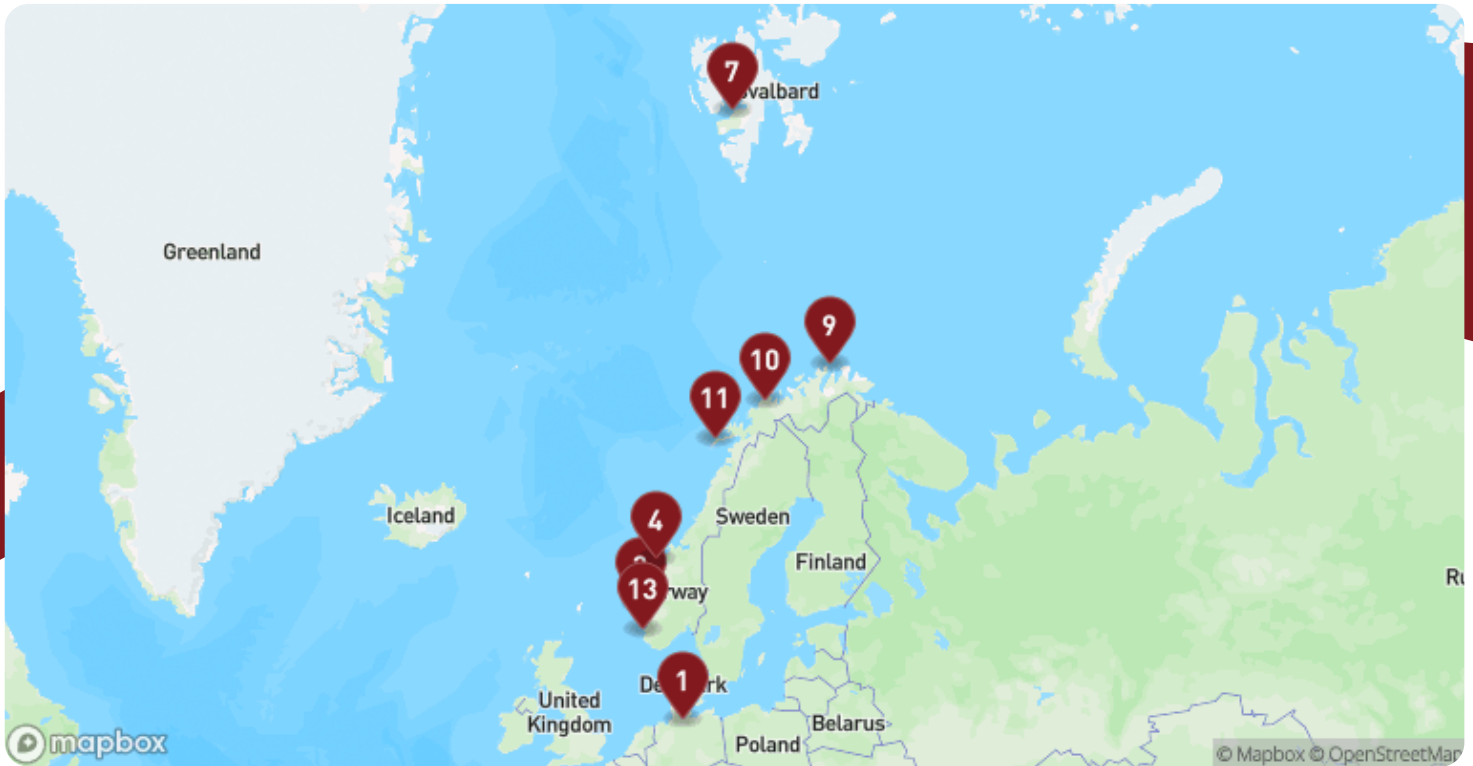 7
valbard
Greenland
9
10
11
4
Iceland
Sweden
Finland
13
rway
Ru
1
De rk
United
Kingdom
Belarus
Poland
mapbox
© Mapbox © OpenStreetMap